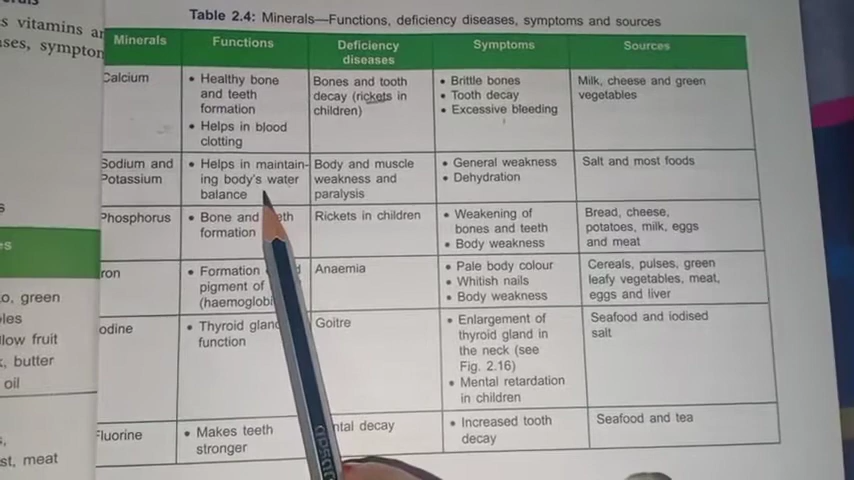 s vitamins ar
ases, symptom
s
es
o, green
les
llow fruit
k, butter
oil
st, meat
Table 2.4: Minerals—Functions, deficiency diseases, symptoms and sources
Minerals
Functions
Deficiency
diseases
Symptoms
Sources
Calcium
• Healthy bone
and teeth
formation
• Helps in blood
clotting
Bones and tooth
decay (rickets in
children)
• Brittle bones
• Tooth decay
• Excessive bleeding
Milk, cheese and green
vegetables
Sodium and
Potassium
• Helps in maintain-
ing body's water
balance
Body and muscle
weakness and
paralysis
• General weakness
• Dehydration
Salt and most foods
Phosphorus
• Bone and teeth
formation
Rickets in children
• Weakening of
bones and teeth
• Body weakness
Bread, cheese,
potatoes, milk, eggs
and meat
ron
• Formation
pigment of
(haemoglobi
Anaemia
• Pale body colour
• Whitish nails
• Body weakness
Cereals, pulses, green
leafy vegetables, meat,
eggs and liver
odine
• Thyroid gland
function
Goitre
• Enlargement of
thyroid gland in
the neck (see
Fig. 2.16)
• Mental retardation
in children
Seafood and iodised
salt
Fluorine
• Makes teeth
stronger
ntal decay
• Increased tooth
decay
Seafood and tea
apsara